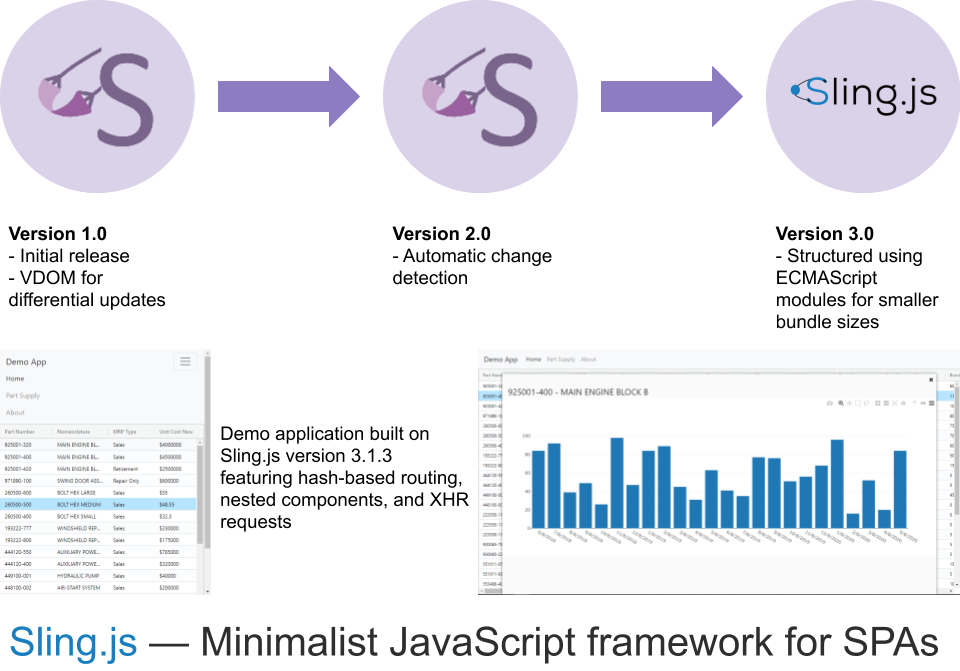 S
S
Sling.js
Version 1.0
- Initial release
- VDOM for
differential updates
Version 2.0
- Automatic change
detection
Version 3.0
- Structured using
ECMAScript
modules for smaller
bundle sizes
Demo App
Home
Part Supply
About
Part Number Nomenclature MRP Type Unit Cost New
925001-320 MAIN ENGINE BL... Sales $4000000
925001-400 MAIN ENGINE BL... Sales $4500000
925001-420 MAIN ENGINE BL... Retirement $2500000
971890-100 SWING DOOR ASS... Repair Only $600000
260500-600 BOLT HEX LARGE Sales $55
260500-500 BOLT HEX MEDIUM Sales $48.55
260500-400 BOLT HEX SMALL Sales $32.3
193222-777 WINDSHIELD REP... Sales $230000
193222-800 WINDSHIELD REP... Sales $175000
444120-550 AUXILIARY POWE... Sales $785000
444120-400 AUXILIARY POWE... Sales $320000
449100-001 HYDRAULIC PUMP Sales $40000
448100-002 AIR-START SYSTEM Sales $200000
Demo application built on
Sling.js version 3.1.3
featuring hash-based routing,
nested components, and XHR
requests
Demo App Home Part Supply About
925001-400 - MAIN ENGINE BLOCK B
100
80
60
40
20
0
Sling.js — Minimalist JavaScript framework for SPAs